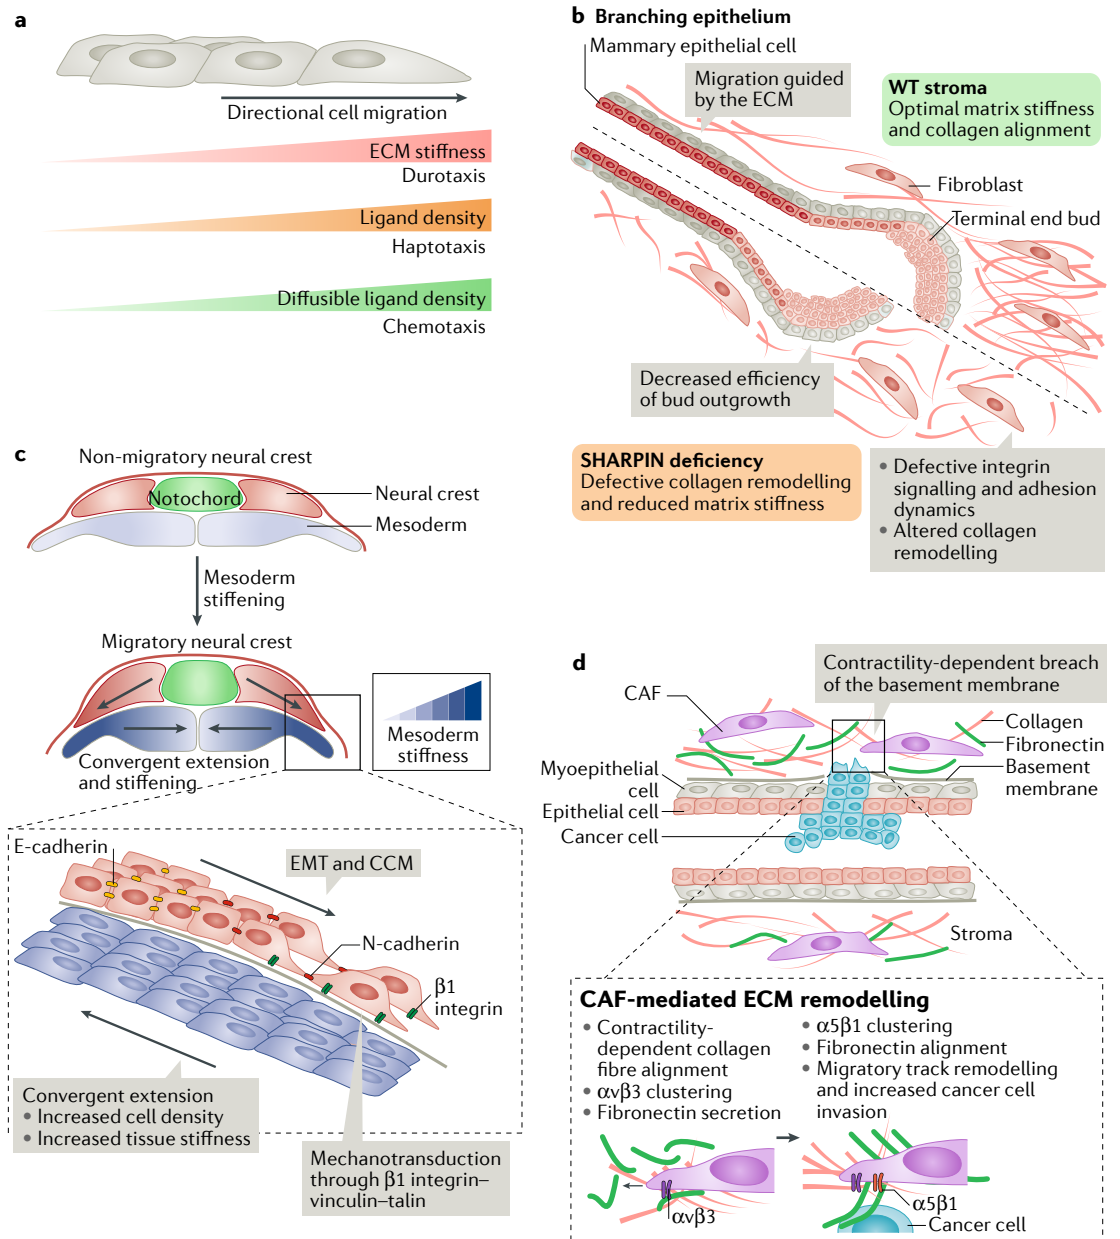 a
Directional cell migration
ECM stiffness
Durotaxis
Ligand density
Haptotaxis
Diffusible ligand density
Chemotaxis
b Branching epithelium
Mammary epithelial cell
Migration guided
by the ECM
WT stroma
Optimal matrix stiffness
and collagen alignment
Fibroblast
Terminal end bud
Decreased efficiency
of bud outgrowth
SHARPIN deficiency
Defective collagen remodelling
and reduced matrix stiffness
• Defective integrin
signalling and adhesion
dynamics
• Altered collagen
remodelling
c
Non-migratory neural crest
Notochord
Neural crest
Mesoderm
Mesoderm
stiffening
Migratory neural crest
Mesoderm
stiffness
Convergent extension
and stiffening
E-cadherin
EMT and CCM
N-cadherin
β1
integrin
Convergent extension
• Increased cell density
• Increased tissue stiffness
Mechanotransduction
through β1 integrin–
vinculin–talin
d
Contractility-dependent breach
of the basement membrane
CAF
Collagen
Fibronectin
Basement
membrane
Myoepithelial
cell
Epithelial cell
Cancer cell
Stroma
CAF-mediated ECM remodelling
• Contractility-
dependent collagen
fibre alignment
• αvβ3 clustering
• Fibronectin secretion
• α5β1 clustering
• Fibronectin alignment
• Migratory track remodelling
and increased cancer cell
invasion
αvβ3
α5β1
Cancer cell